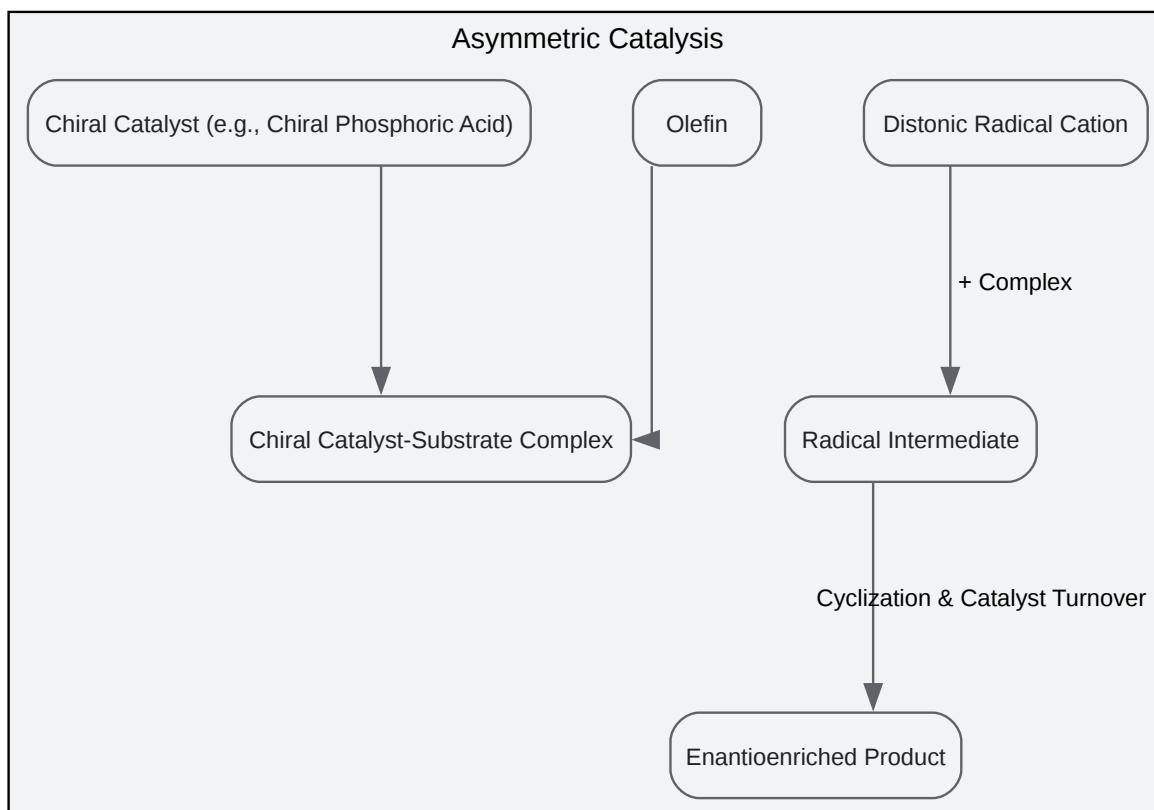 Asymmetric Catalysis
Chiral Catalyst (e.g., Chiral Phosphoric Acid)
Olefin
Distonic Radical Cation
+ Complex
Chiral Catalyst-Substrate Complex
Radical Intermediate
Cyclization & Catalyst Turnover
Enantioenriched Product